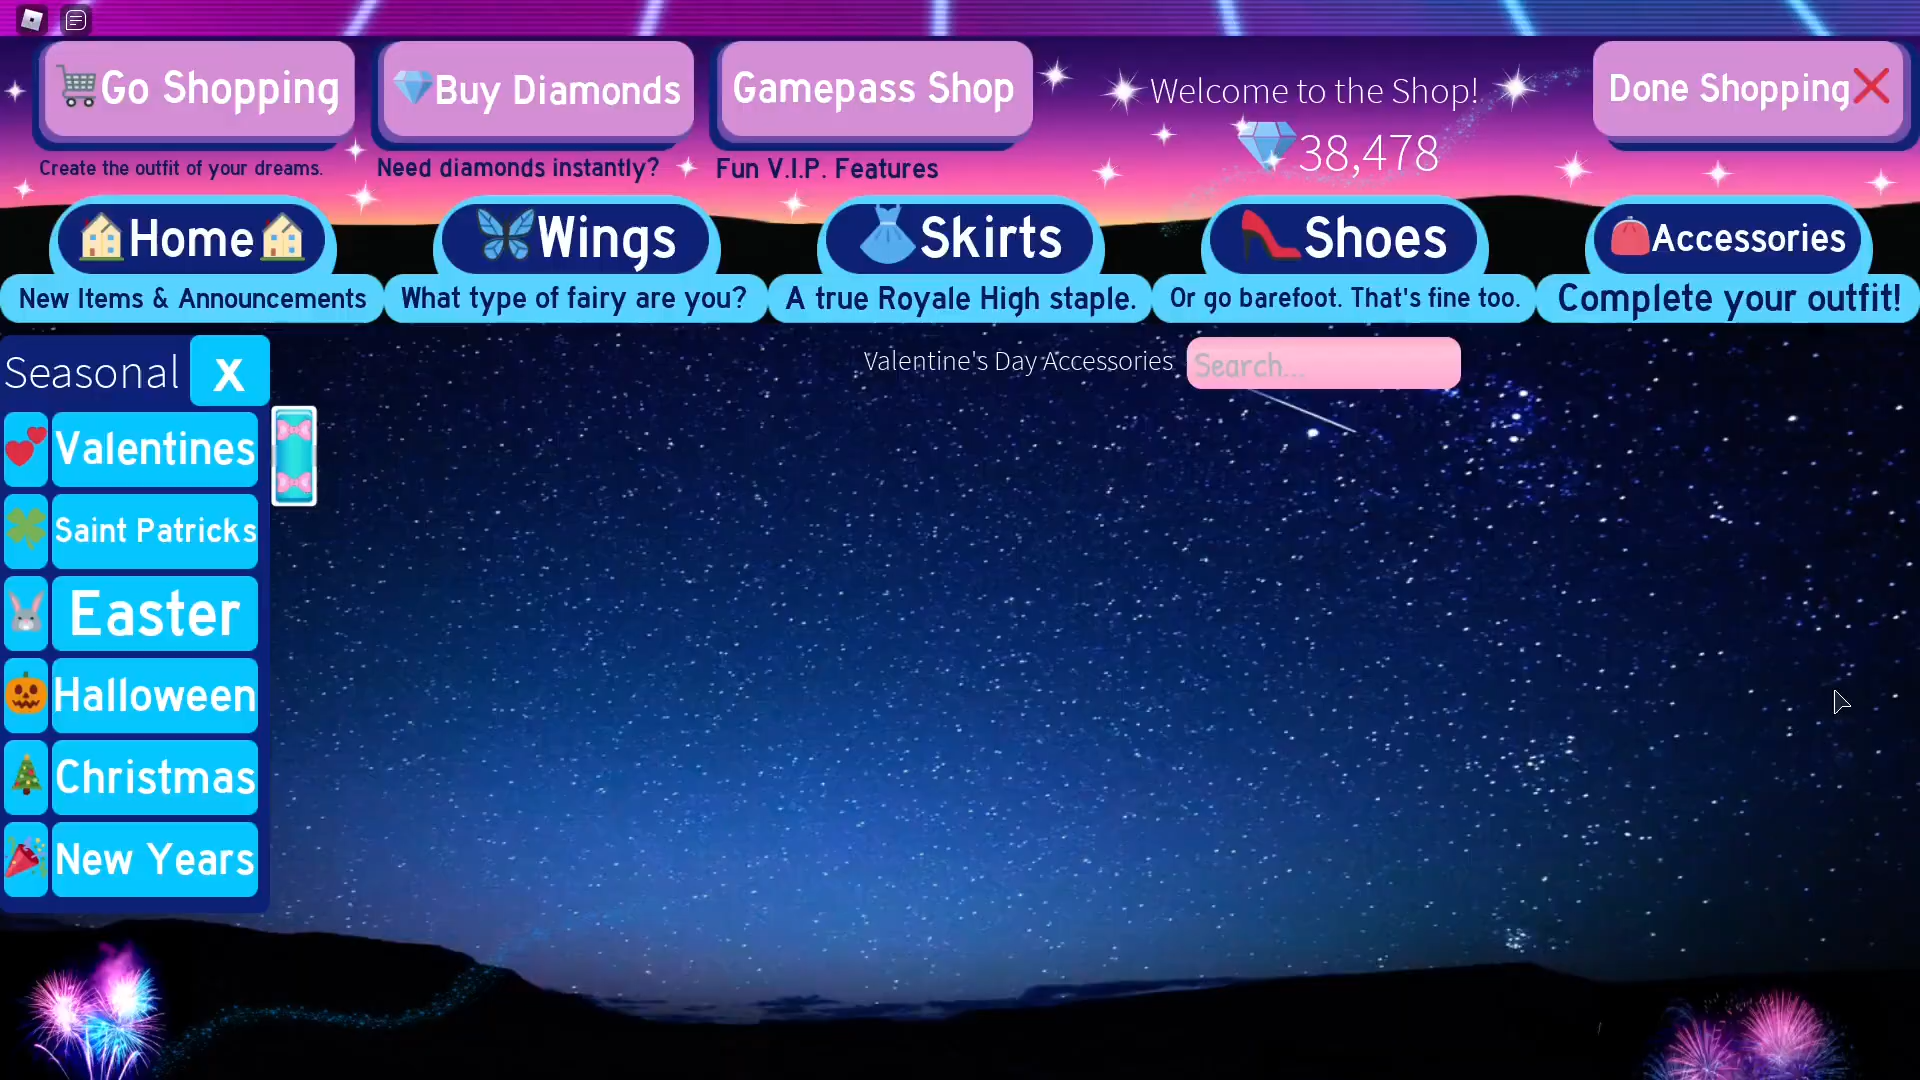 Go Shopping
Buy Diamonds
Gamepass Shop
Welcome to the Shop!
Done Shopping
38,478
Create the outfit of your dreams.
Need diamonds instantly?
Fun V.I.P. Features
Home
Wings
Skirts
Shoes
Accessories
New Items & Announcements
What type of fairy are you?
A true Royale High staple.
Or go barefoot. That's fine too.
Complete your outfit!
Seasonal
X
Valentine's Day Accessories
Search...
Valentines
Saint Patricks
Easter
Halloween
Christmas
New Years